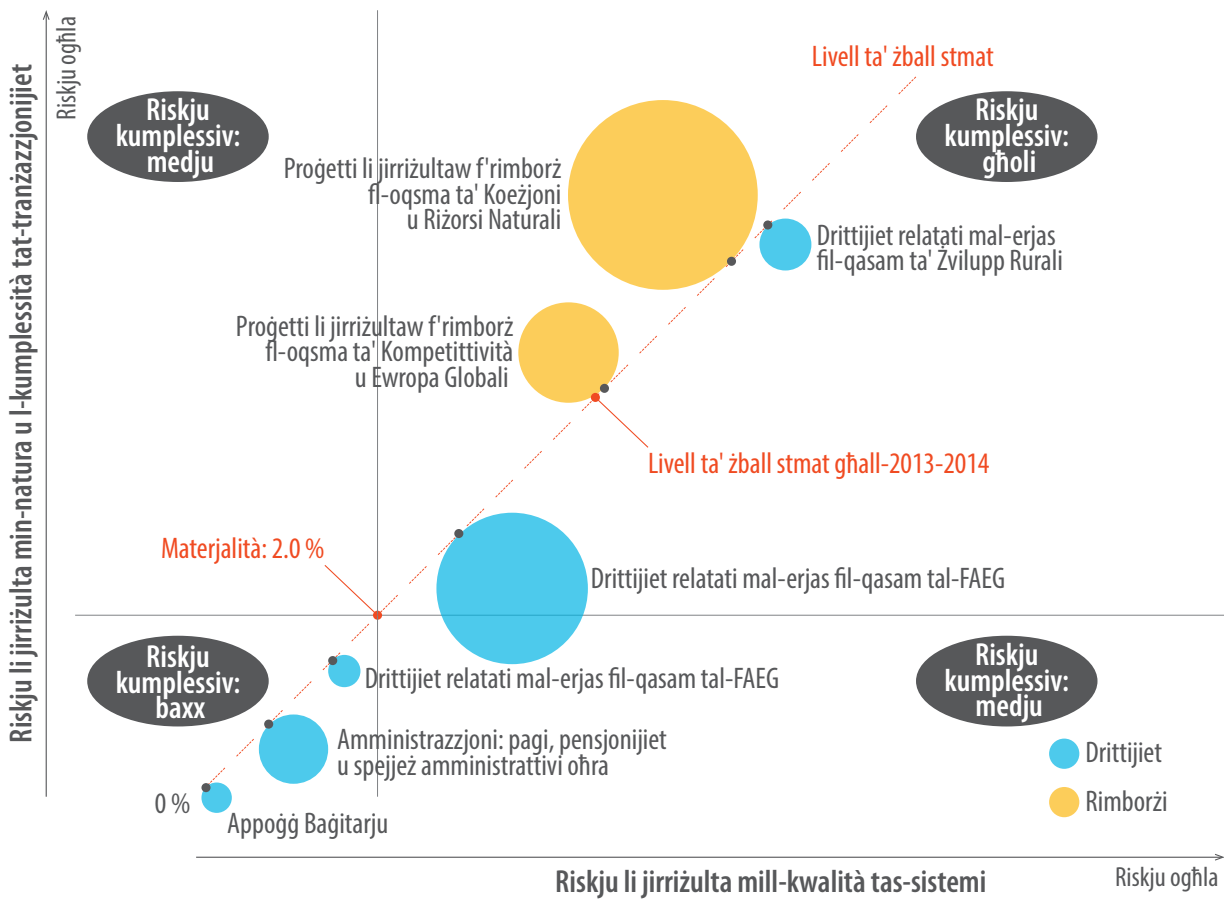 Riskju li jirriżulta min-natura u l-kumplessità tat-tranżazzjonijiet
Riskju ogħla
Riskju
kumplessiv:
medju
Livell ta' żball stmat
Riskju
kumplessiv:
għoli
Proġetti li jirriżultaw f'rimborż
fl-oqsma ta' Koeżjoni
u Riżorsi Naturali
Drittijiet relatati mal-erjas
fil-qasam ta' Żvilupp Rurali
Proġetti li jirriżultaw f'rimborż
fl-oqsma ta' Kompetittività
u Ewropa Globali
Livell ta' żball stmat għall-2013-2014
Materjalità: 2.0 %
Drittijiet relatati mal-erjas fil-qasam tal-FAEG
Riskju
kumplessiv:
baxx
Drittijiet relatati mal-erjas fil-qasam tal-FAEG
Riskju
kumplessiv:
medju
Amministrazzjoni: pagi, pensjonijiet
u spejjeż amministrattivi oħra
Drittijiet
Rimborżi
0 %
Appoġġ Baġitarju
Riskju li jirriżulta mill-kwalità tas-sistemi
Riskju ogħla